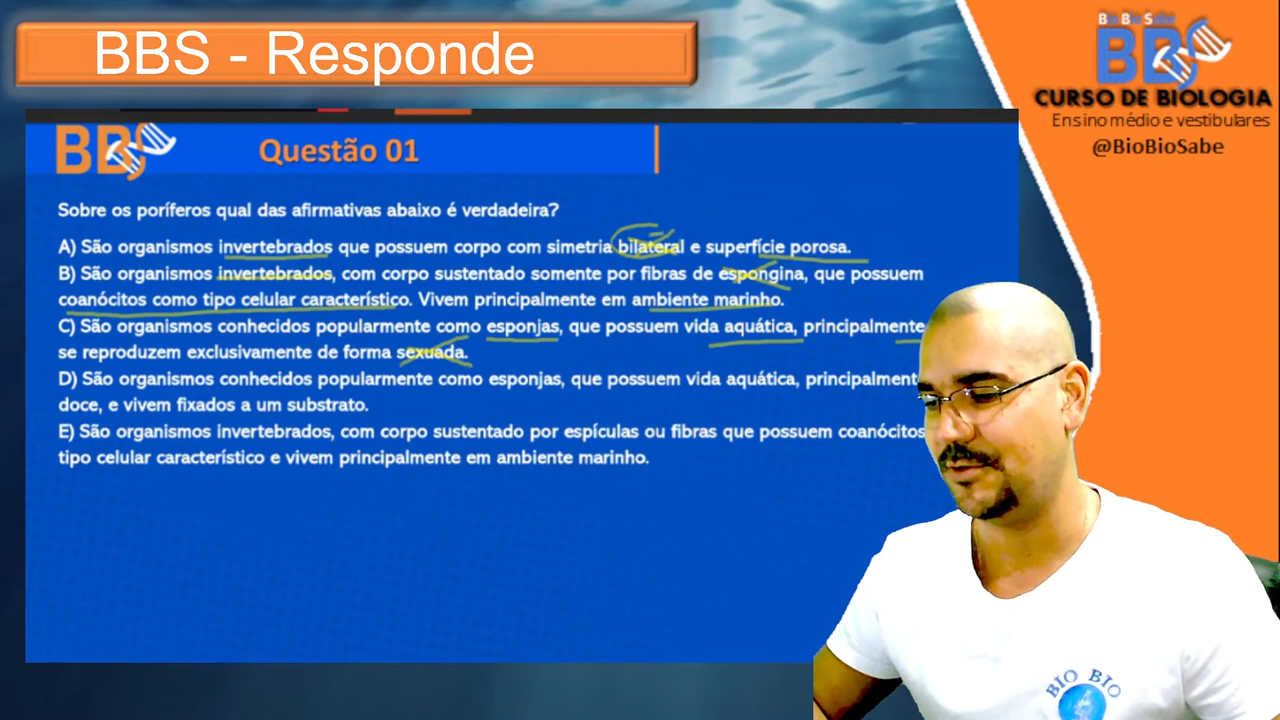 BBS - Responde
Bio Bio Sabe
BBS
CURSO DE BIOLOGIA
Ensino médio e vestibulares
@BioBioSabe
BBS
Questão 01
Sobre os poríferos qual das afirmativas abaixo é verdadeira?
A) São organismos invertebrados que possuem corpo com simetria bilateral e superfície porosa.
B) São organismos invertebrados, com corpo sustentado somente por fibras de espongina, que possuem
coanócitos como tipo celular característico. Vivem principalmente em ambiente marinho.
C) São organismos conhecidos popularmente como esponjas, que possuem vida aquática, principalmente
se reproduzem exclusivamente de forma sexuada.
D) São organismos conhecidos popularmente como esponjas, que possuem vida aquática,
doce, e vivem fixados a um substrato.
E) São organismos invertebrados, com corpo sustentado por espículas ou fibras que possuem coanócitos
tipo celular característico e vivem principalmente em ambiente marinho.
BIO BIO